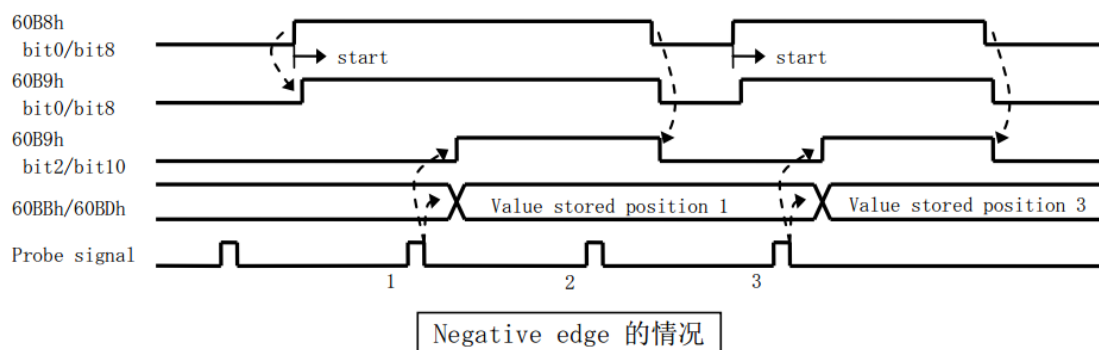 60B8h
bit0/bit8
start
start
60B9h
bit0/bit8
60B9h
bit2/bit10
60BBh/60BDh
Value stored position 1
Value stored position 3
Probe signal
1
2
3
Negative edge 的情况